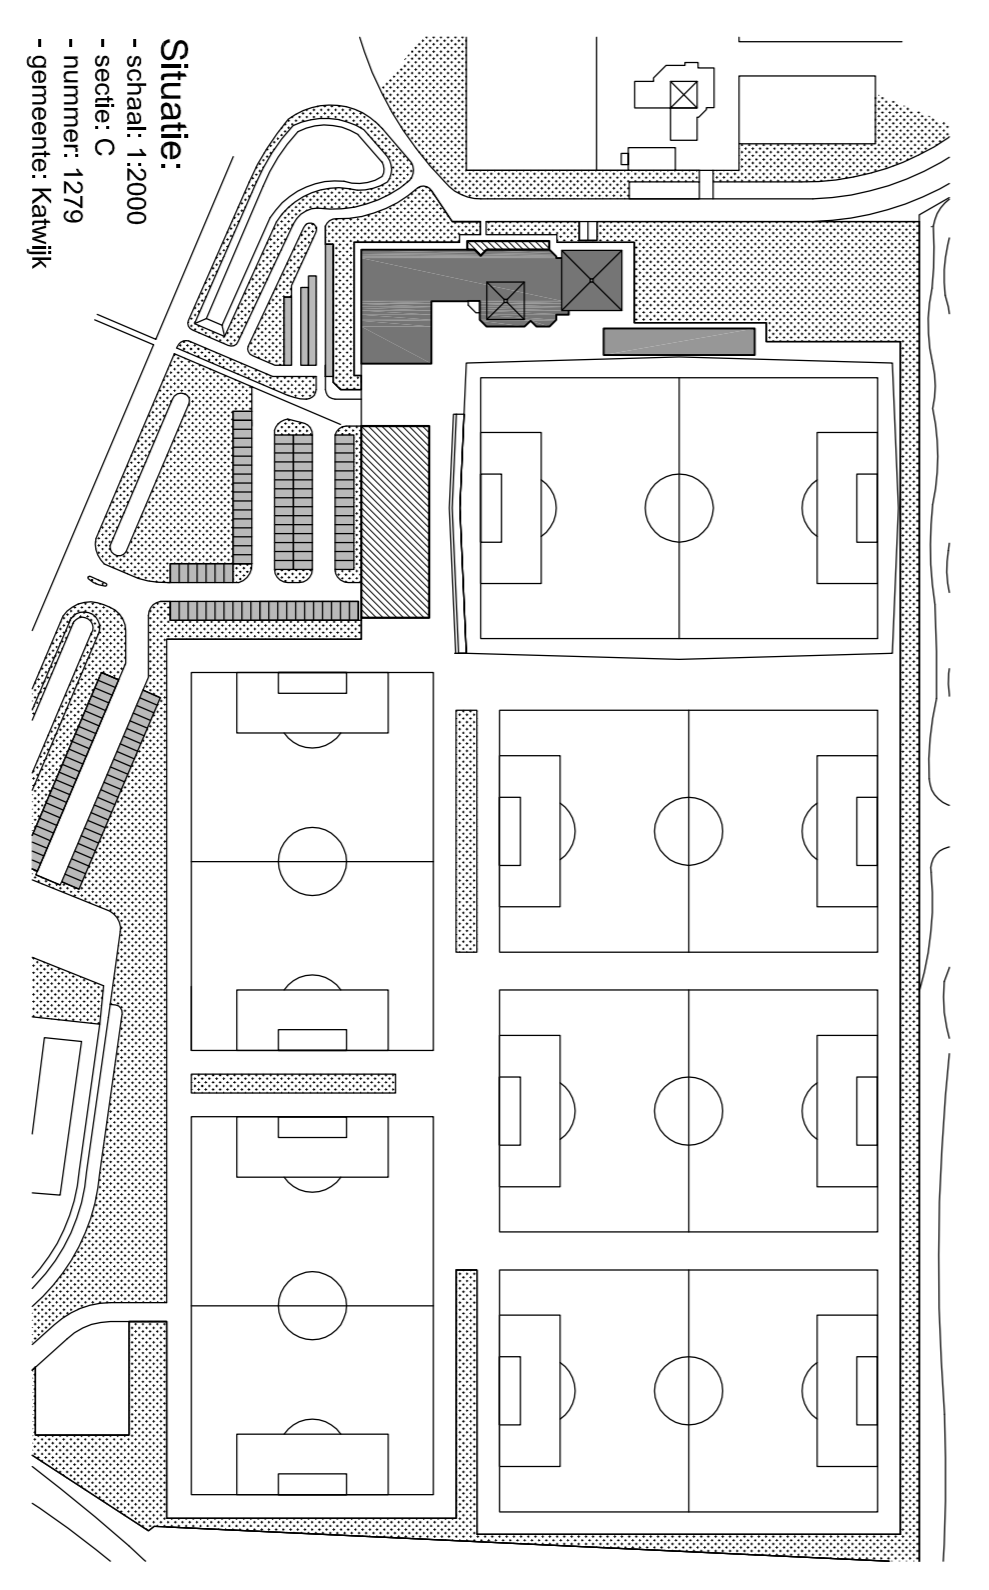 Situatie:
- schaal: 1:2000
- sectie: C
- nummer: 1279
- gemeente: Katwijk